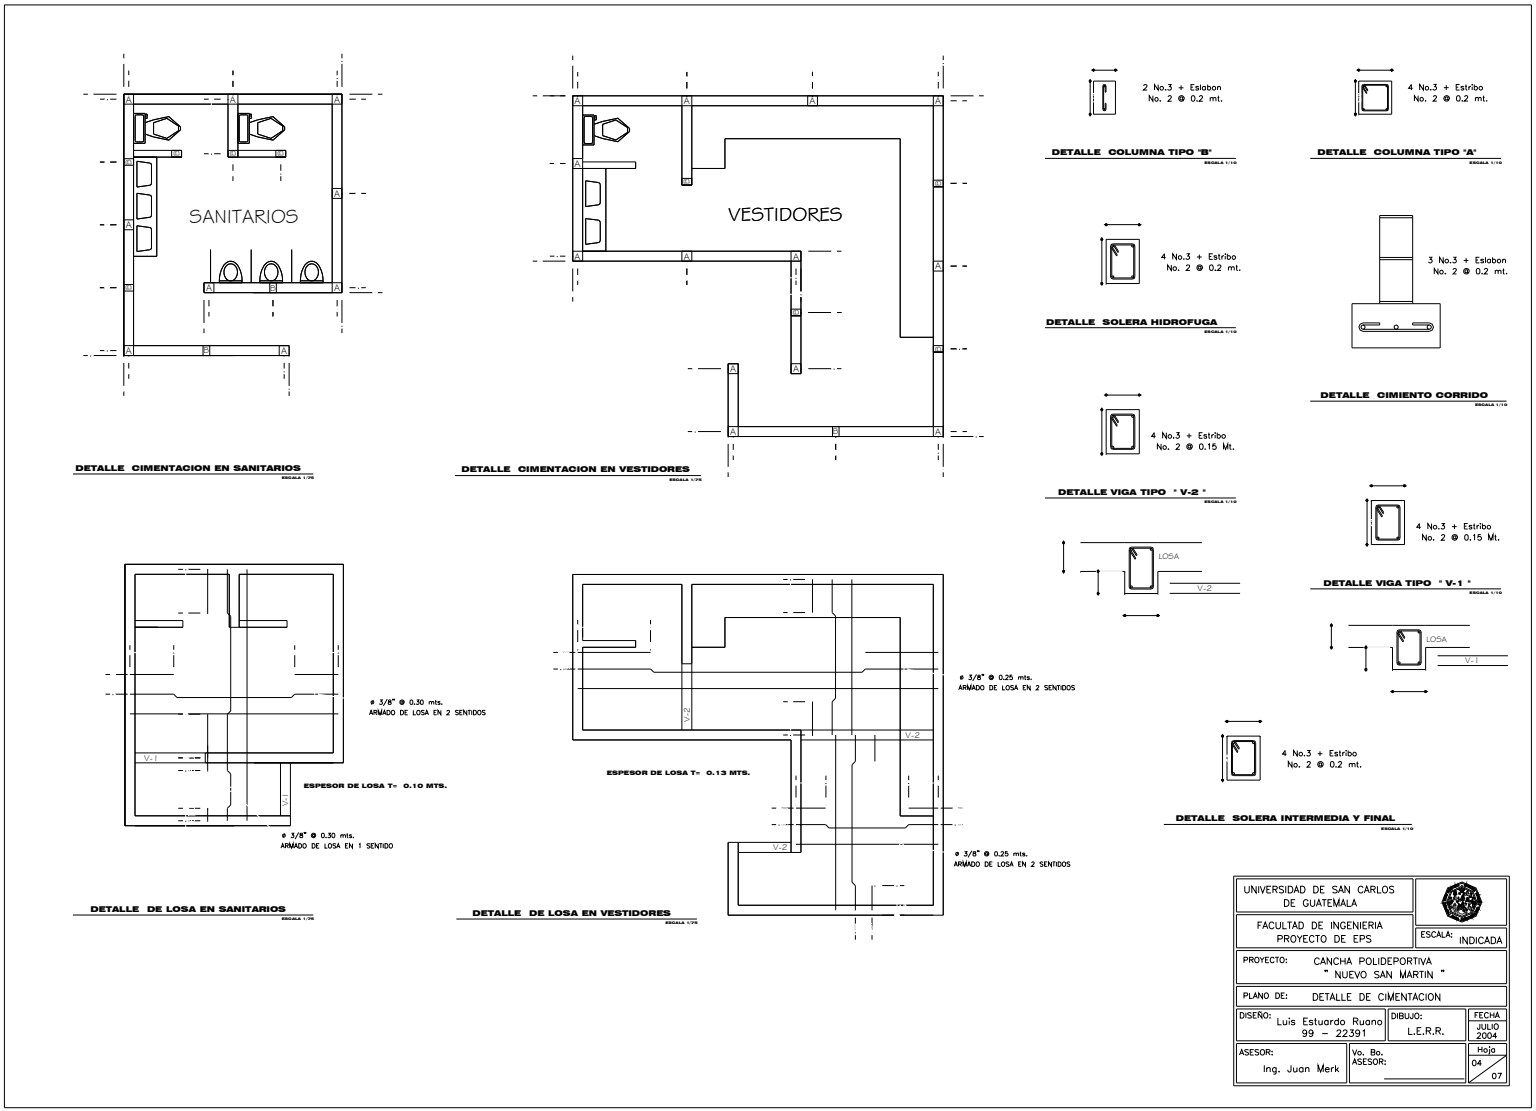 SANITARIOS
A A A
A
A
A B A
A B A
DETALLE CIMENTACION EN SANITARIOS
ESCALA 1/75
VESTIDORES
A A A A
A
A A A
A
A A
A B A
DETALLE CIMENTACION EN VESTIDORES
ESCALA 1/75
2 No.3 + Eslabon
No. 2 @ 0.2 mt.
DETALLE COLUMNA TIPO "B"
ESCALA 1/10
4 No.3 + Estribo
No. 2 @ 0.2 mt.
DETALLE COLUMNA TIPO "A"
ESCALA 1/10
4 No.3 + Estribo
No. 2 @ 0.2 mt.
DETALLE SOLERA HIDROFUGA
ESCALA 1/10
3 No.3 + Eslabon
No. 2 @ 0.2 mt.
DETALLE CIMIENTO CORRIDO
ESCALA 1/10
4 No.3 + Estribo
No. 2 @ 0.15 Mt.
DETALLE VIGA TIPO " V-2 "
ESCALA 1/10
LOSA
V-2
4 No.3 + Estribo
No. 2 @ 0.15 Mt.
DETALLE VIGA TIPO " V-1 "
ESCALA 1/10
LOSA
V-1
4 No.3 + Estribo
No. 2 @ 0.2 mt.
DETALLE SOLERA INTERMEDIA Y FINAL
ESCALA 1/10
ø 3/8" @ 0.30 mts.
ARMADO DE LOSA EN 2 SENTIDOS
V-1
V-1
ESPESOR DE LOSA T= 0.10 MTS.
ø 3/8" @ 0.30 mts.
ARMADO DE LOSA EN 1 SENTIDO
DETALLE DE LOSA EN SANITARIOS
ESCALA 1/75
ø 3/8" @ 0.25 mts.
ARMADO DE LOSA EN 2 SENTIDOS
V-2
V-2
ESPESOR DE LOSA T= 0.13 MTS.
V-2
ø 3/8" @ 0.25 mts.
ARMADO DE LOSA EN 2 SENTIDOS
DETALLE DE LOSA EN VESTIDORES
ESCALA 1/75
UNIVERSIDAD DE SAN CARLOS
DE GUATEMALA
FACULTAD DE INGENIERIA
PROYECTO DE EPS
ESCALA: INDICADA
PROYECTO: CANCHA POLIDEPORTIVA
" NUEVO SAN MARTIN "
PLANO DE: DETALLE DE CIMENTACION
DISEÑO: Luis Estuardo Ruano
99 - 22391
DIBUJO:
L.E.R.R.
FECHA
JULIO
2004
ASESOR:
Ing. Juan Merk
Vo. Bo.
ASESOR:
Hoja
04
07